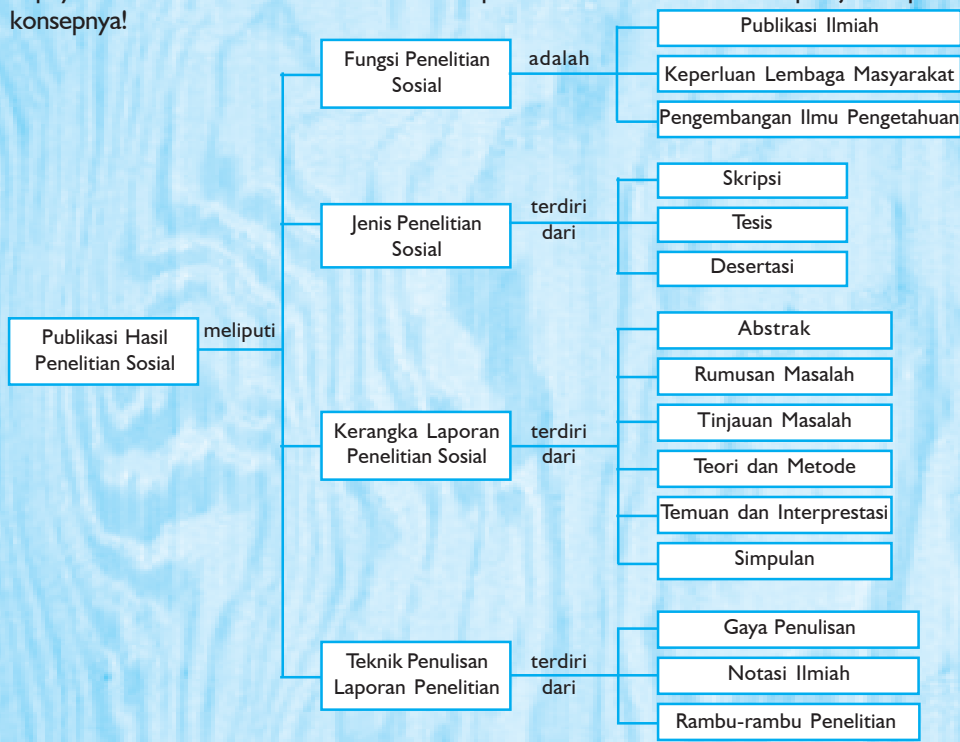 konsepnya!
Publikasi Hasil
Penelitian Sosial
meliputi
Fungsi Penelitian
Sosial
adalah
Publikasi Ilmiah
Keperluan Lembaga Masyarakat
Pengembangan Ilmu Pengetahuan
Jenis Penelitian
Sosial
terdiri
dari
Skripsi
Tesis
Desertasi
Kerangka Laporan
Penelitian Sosial
terdiri
dari
Abstrak
Rumusan Masalah
Tinjauan Masalah
Teori dan Metode
Temuan dan Interprestasi
Simpulan
Teknik Penulisan
Laporan Penelitian
terdiri
dari
Gaya Penulisan
Notasi Ilmiah
Rambu-rambu Penelitian